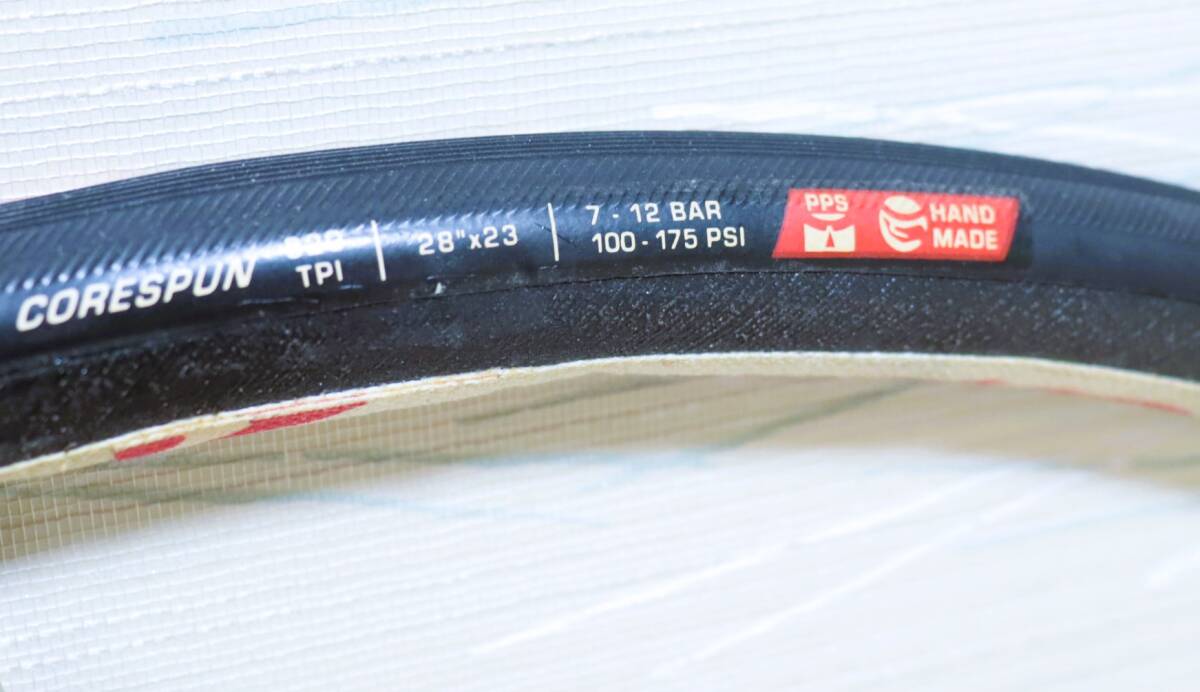 CORESPUN
TPI
28"x23
7 - 12 BAR
100 - 175 PSI
PPS
HAND
MADE